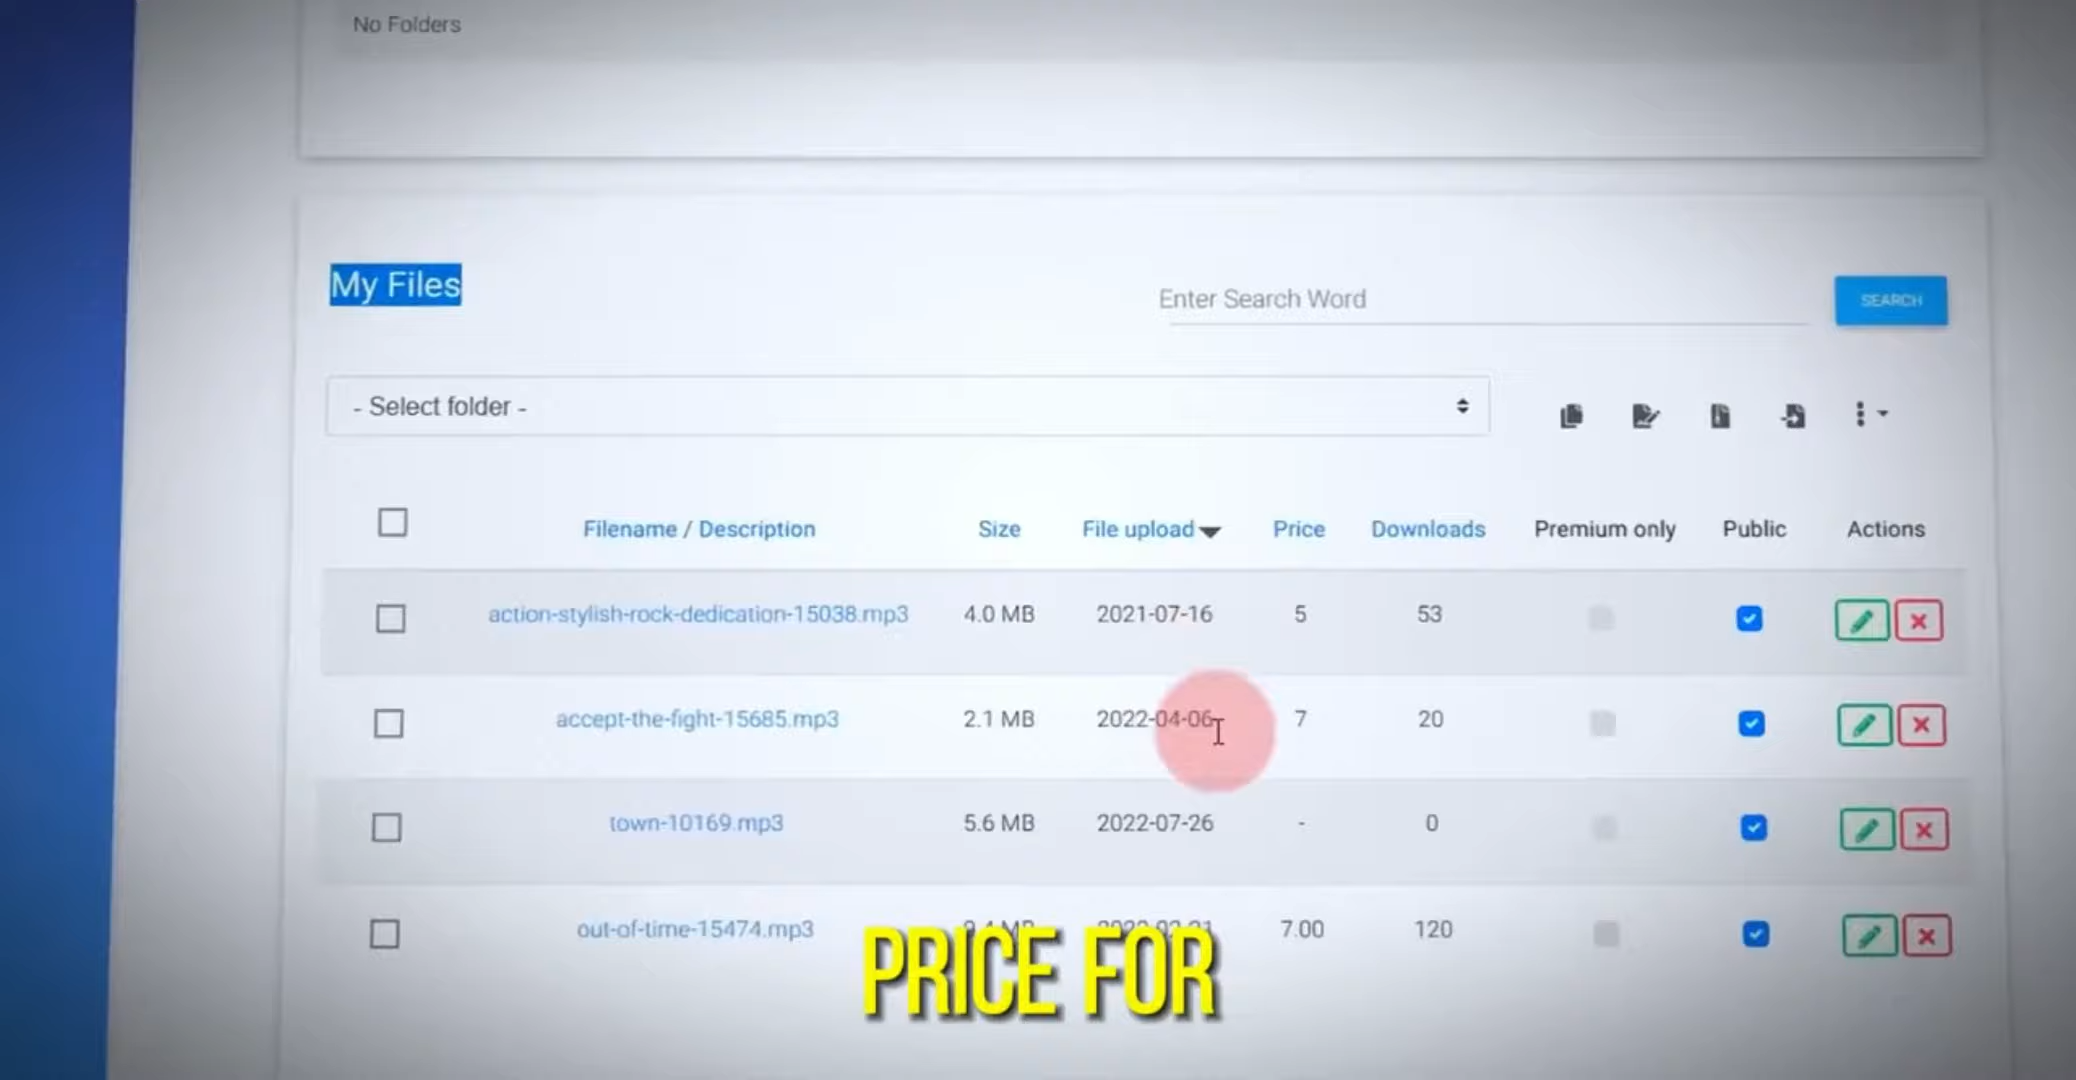 No Folders
My Files
Enter Search Word
SEARCH
- Select folder -
Filename / Description Size File upload Price Downloads Premium only Public Actions
action-stylish-rock-dedication-15038.mp3 4.0 MB 2021-07-16 5 53
accept-the-fight-15685.mp3 2.1 MB 2022-04-06 7 20
town-10169.mp3 5.6 MB 2022-07-26 - 0
out-of-time-15474.mp3 MB 7.00 120
PRICE FOR